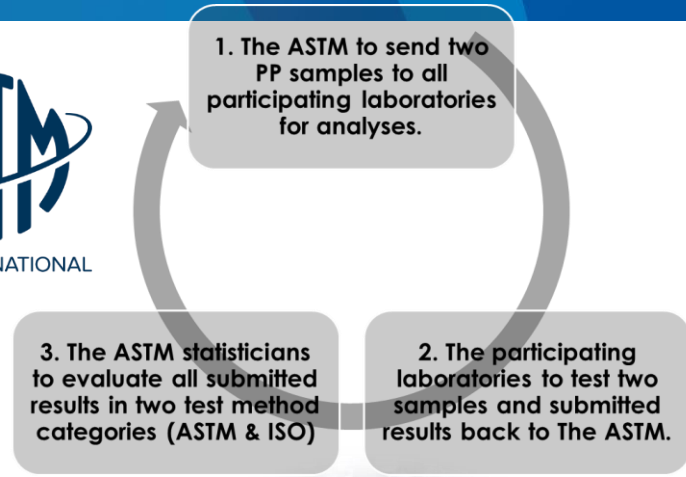 1. The ASTM to send two
PP samples to all
participating laboratories
for analyses.
3. The ASTM statisticians
to evaluate all submitted
results in two test method
categories (ASTM & ISO)
2. The participating
laboratories to test two
samples and submitted
results back to The ASTM.